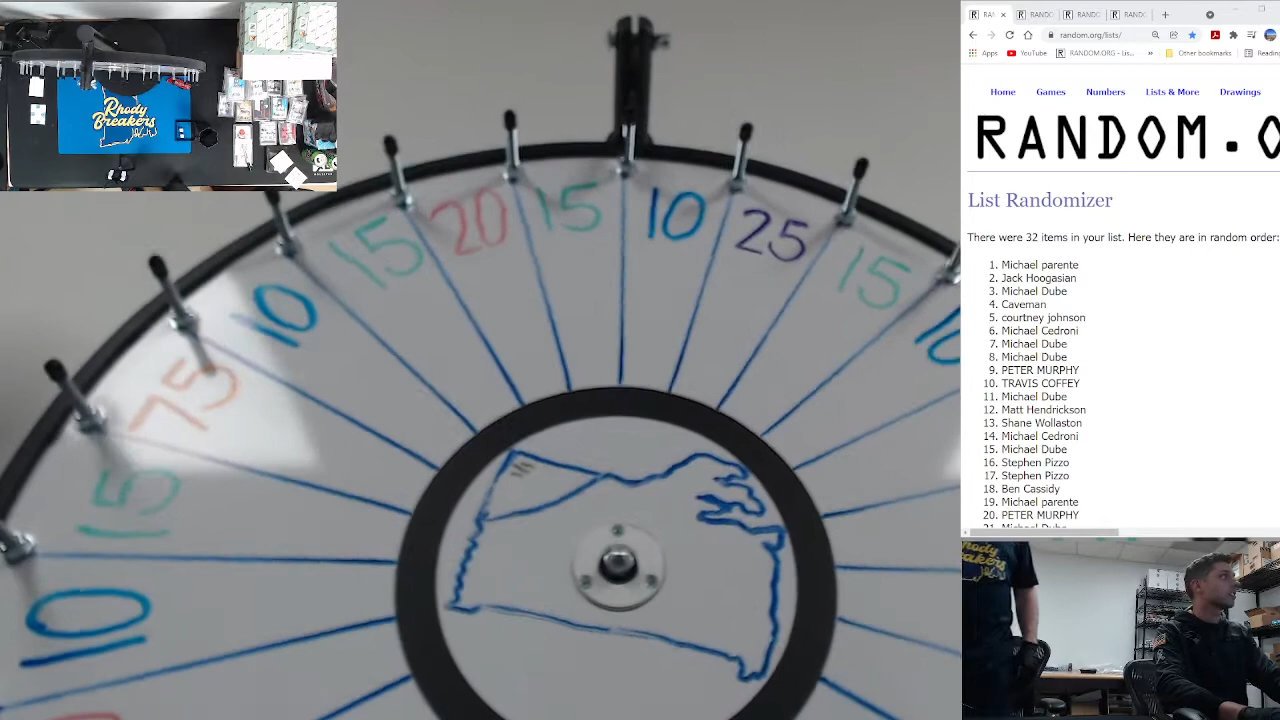 Rhody
Breakers
10
15
75
10
15
20
15
10
25
15
10
random.org/lists/
Apps
YouTube
RANDOM.ORG - Lis...
Other bookmarks
Reading
Home
Games
Numbers
Lists & More
Drawings
RANDOM.O
List Randomizer
There were 32 items in your list. Here they are in random order:
1. Michael parente
2. Jack Hoogasian
3. Michael Dube
4. Caveman
5. courtney johnson
6. Michael Cedroni
7. Michael Dube
8. Michael Dube
9. PETER MURPHY
10. TRAVIS COFFEY
11. Michael Dube
12. Matt Hendrickson
13. Shane Wollaston
14. Michael Cedroni
15. Michael Dube
16. Stephen Pizzo
17. Stephen Pizzo
18. Ben Cassidy
19. Michael parente
20. PETER MURPHY
21. Michael Dube
Rhody
Breakers